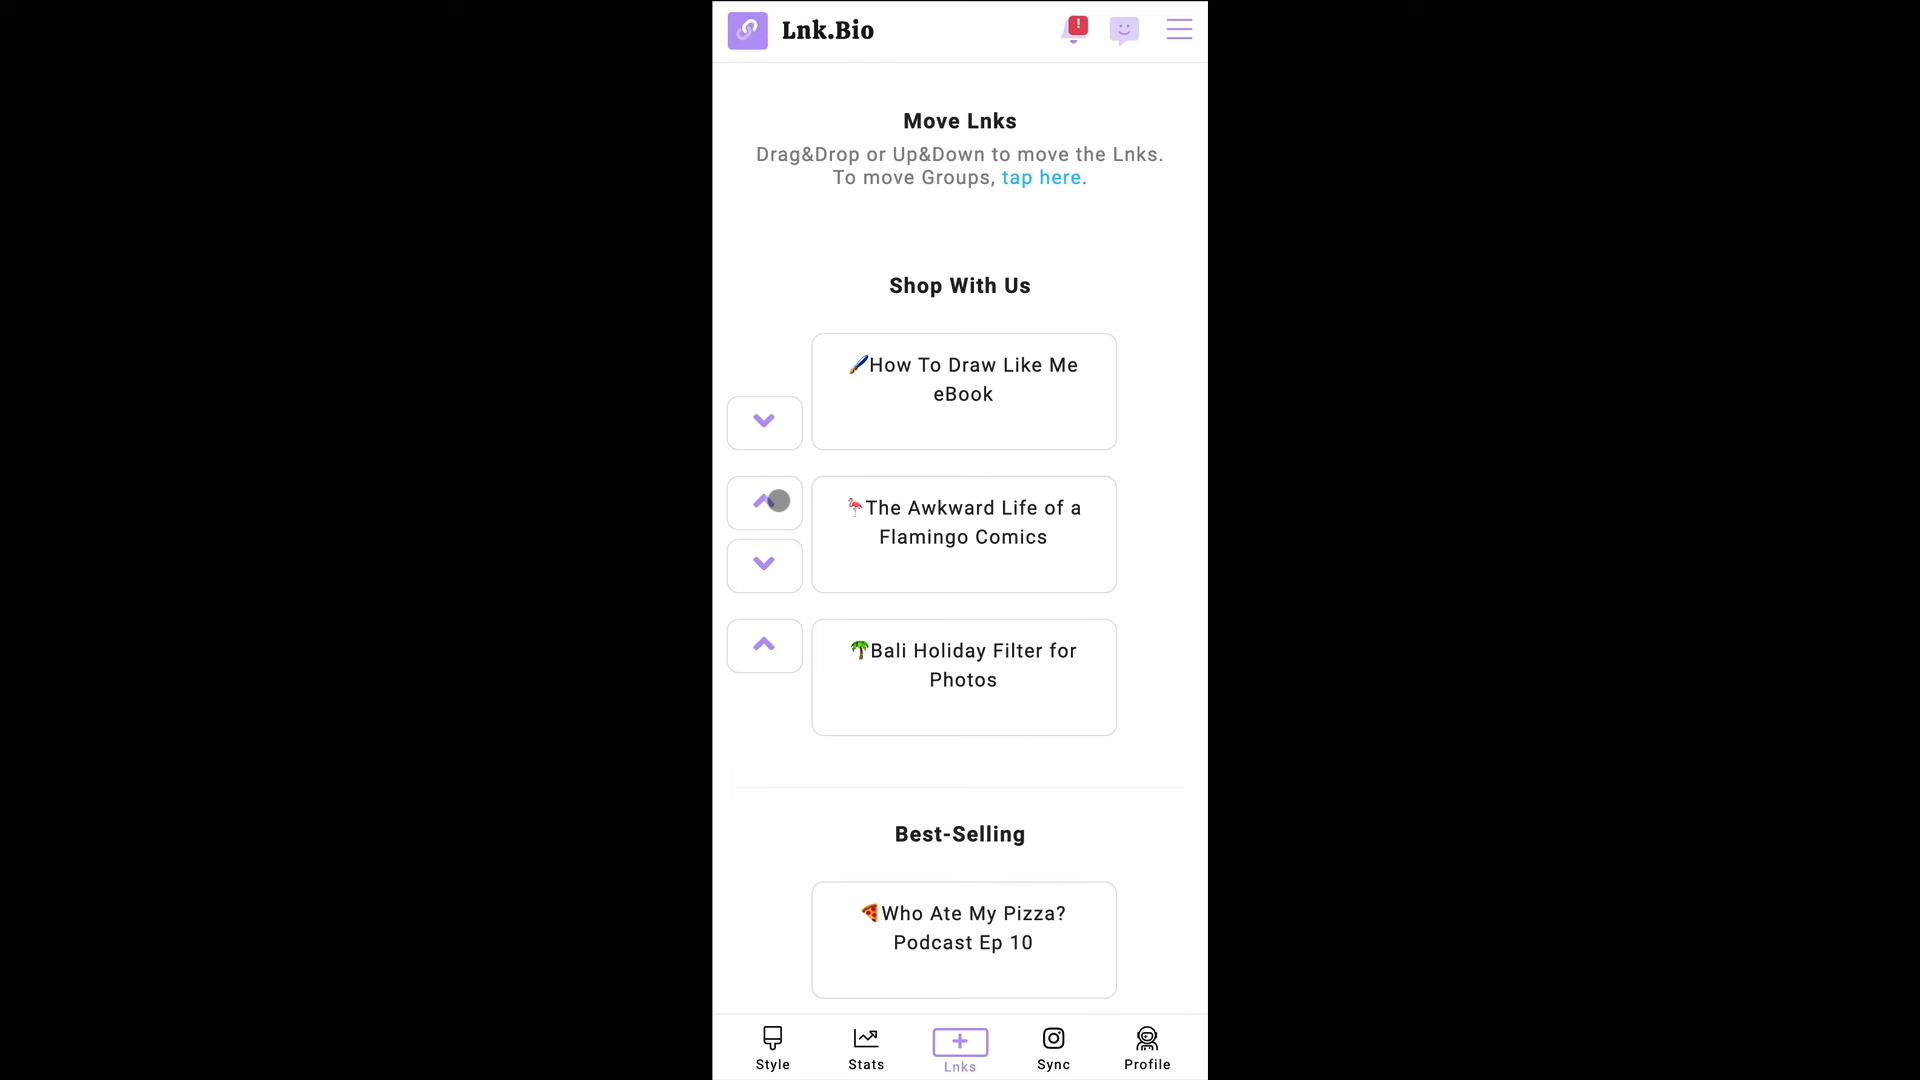 Lnk.Bio
!
Move Lnks
Drag&Drop or Up&Down to move the Lnks.
To move Groups, tap here.
Shop With Us
🖌️How To Draw Like Me
eBook
🦩The Awkward Life of a
Flamingo Comics
🌴Bali Holiday Filter for
Photos
Best-Selling
🍕Who Ate My Pizza?
Podcast Ep 10
Style
Stats
Lnks
Sync
Profile